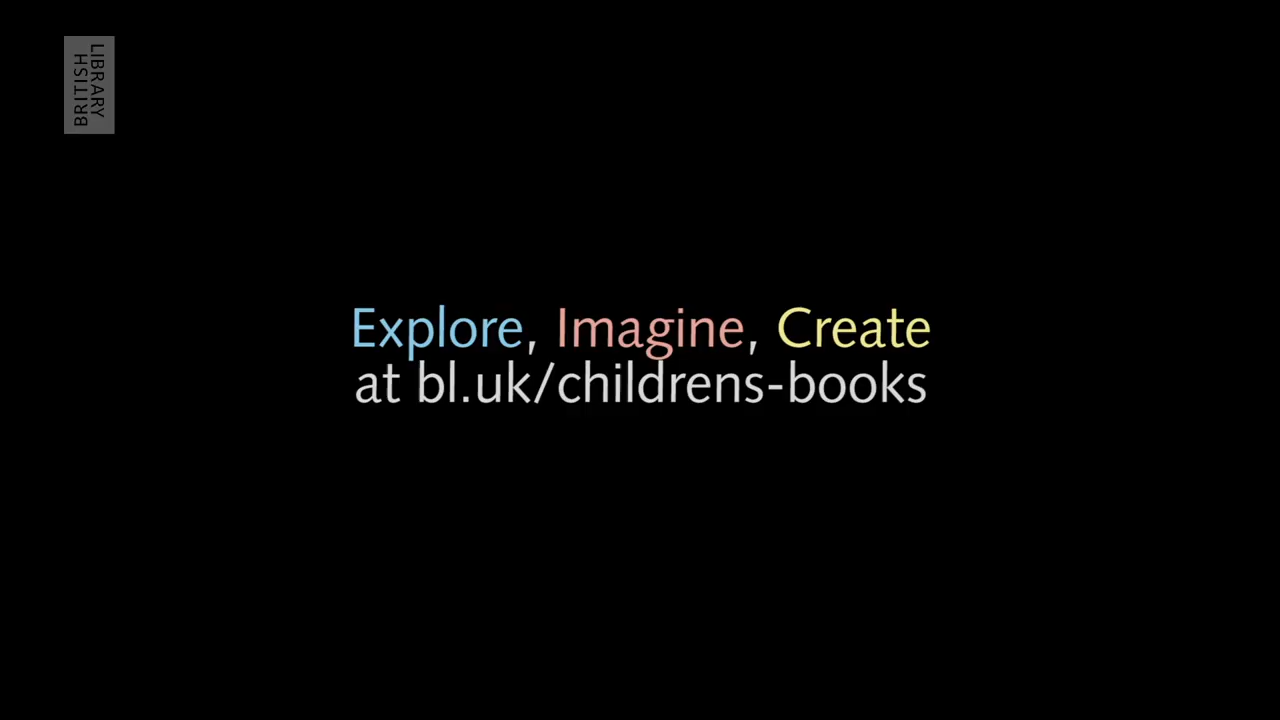 LIBRARY
BRITISH
Explore, Imagine, Create
at bl.uk/childrens-books